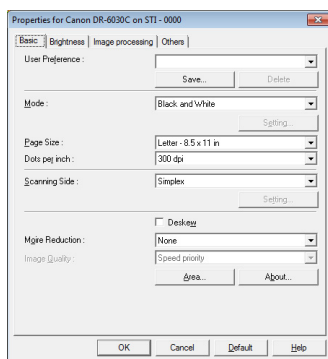 Properties for Canon DR-6030C on STI - 0000
Basic Brightness Image processing Others
User Preference :
Save... Delete
Mode : Black and White
Setting...
Page Size : Letter - 8.5 x 11 in
Dots per inch : 300 dpi
Scanning Side : Simplex
Setting...
Deskew
Moire Reduction : None
Image Quality : Speed priority
Area... About...
OK Cancel Default Help